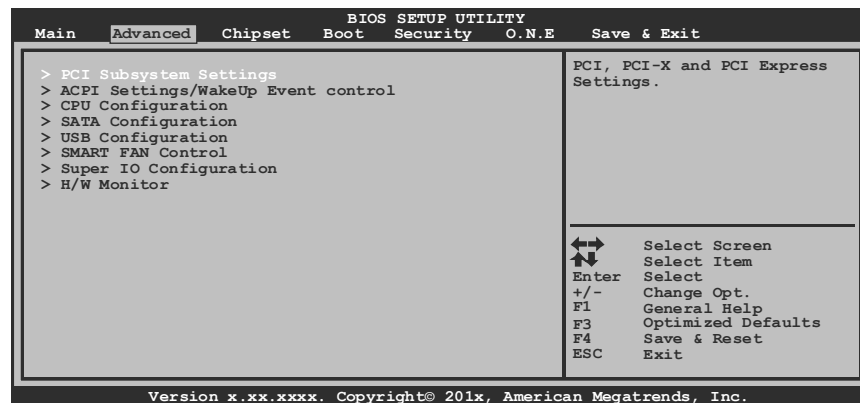 BIOS SETUP UTILITY
Main Advanced Chipset Boot Security O.N.E Save & Exit
> PCI Subsystem Settings
> ACPI Settings/WakeUp Event control
> CPU Configuration
> SATA Configuration
> USB Configuration
> SMART FAN Control
> Super IO Configuration
> H/W Monitor
PCI, PCI-X and PCI Express
Settings.
Select Screen
Select Item
Enter Select
+/- Change Opt.
F1 General Help
F3 Optimized Defaults
F4 Save & Reset
ESC Exit
Version x.xx.xxxx. Copyright© 201x, American Megatrends, Inc.